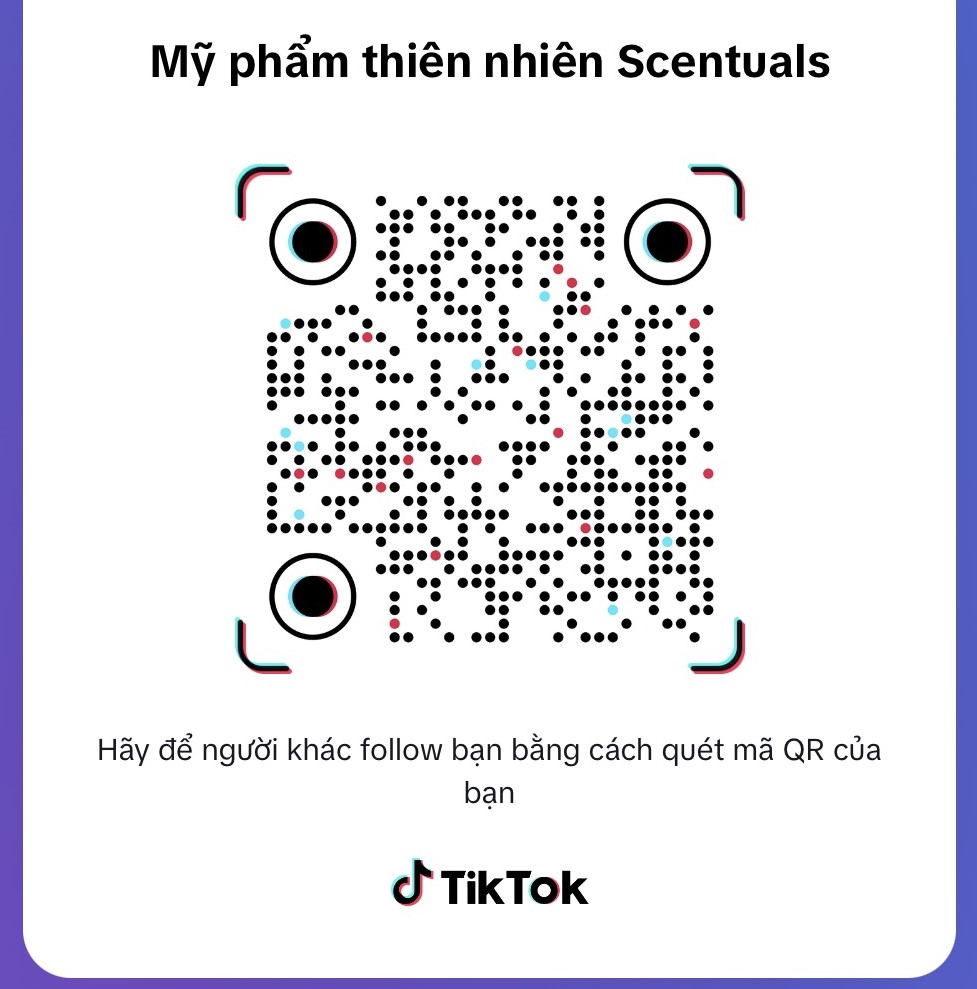 Mỹ phẩm thiên nhiên Scentuals
Hãy để người khác follow bạn bằng cách quét mã QR của
bạn
TikTok